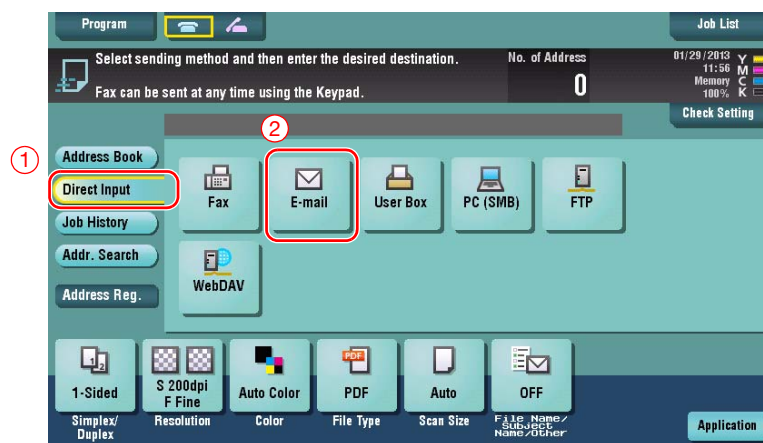 Program
Job List
Select sending method and then enter the desired destination.
Fax can be sent at any time using the Keypad.
No. of Address
0
01/29/2013
11:56
Memory
100%
Y
M
C
K
Check Setting
1
2
Address Book
Direct Input
Job History
Addr. Search
Address Reg.
Fax
E-mail
User Box
PC (SMB)
FTP
WebDAV
1-Sided
S 200dpi
F Fine
Auto Color
PDF
PDF
Auto
OFF
Simplex/
Duplex
Resolution
Color
File Type
Scan Size
File Name/
Subject
Name/Other
Application